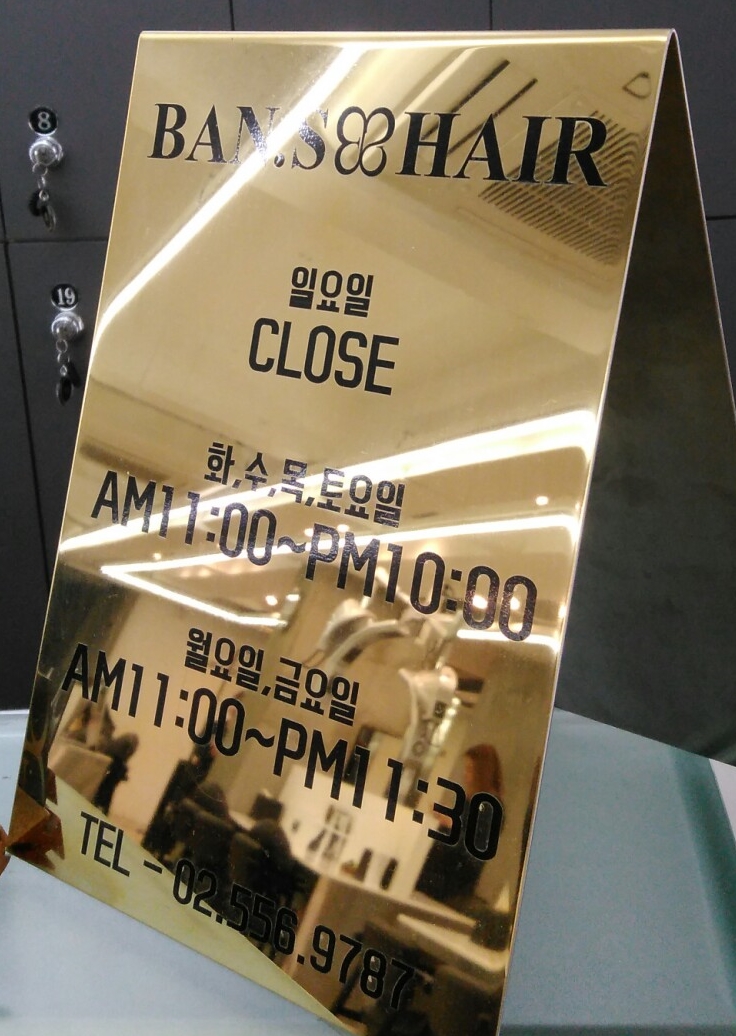 8
19
BAN.S HAIR
일요일
CLOSE
화,수,목,토요일
AM11:00~PM10:00
월요일,금요일
AM11:00~PM11:30
TEL - 02.556.9787